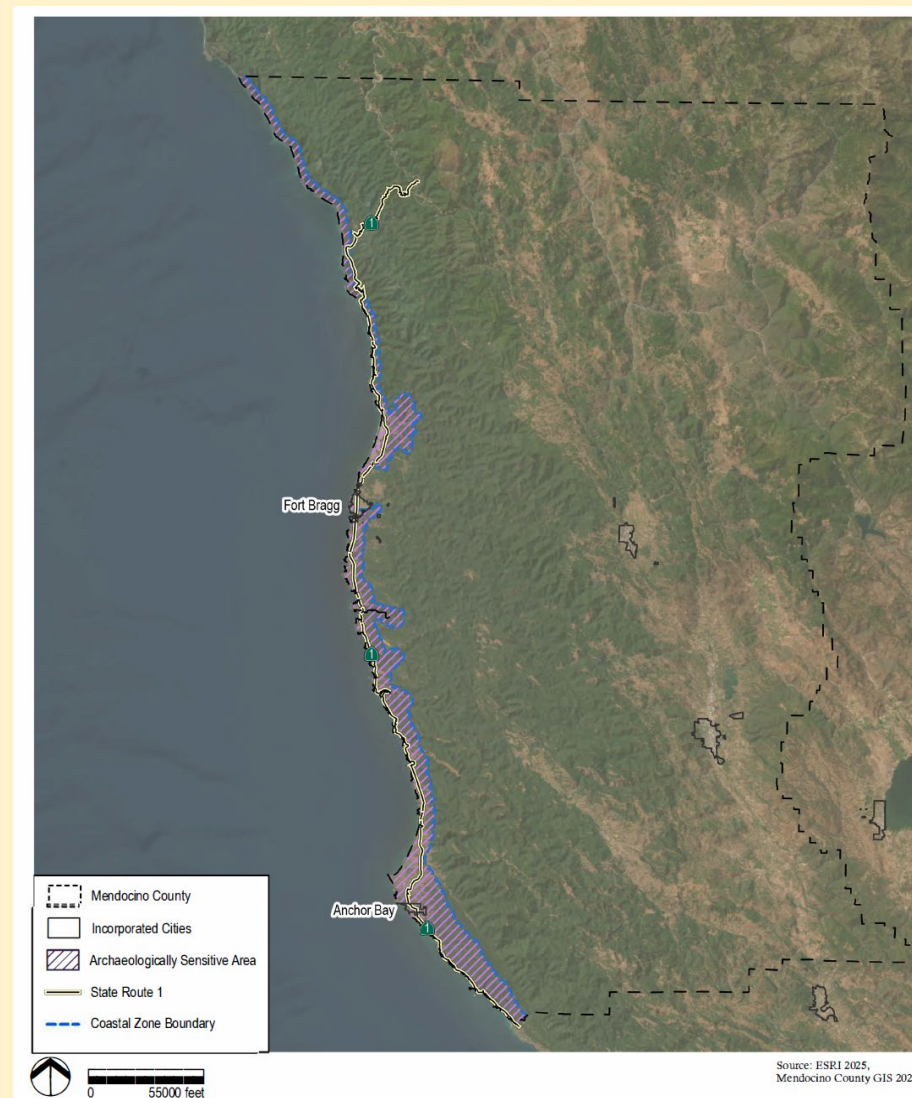 1
Fort Bragg
1
Anchor Bay
1
Mendocino County
Incorporated Cities
Archaeologically Sensitive Area
State Route 1
Coastal Zone Boundary
0 55000 feet
Source: ESRI 2025,
Mendocino County GIS 202